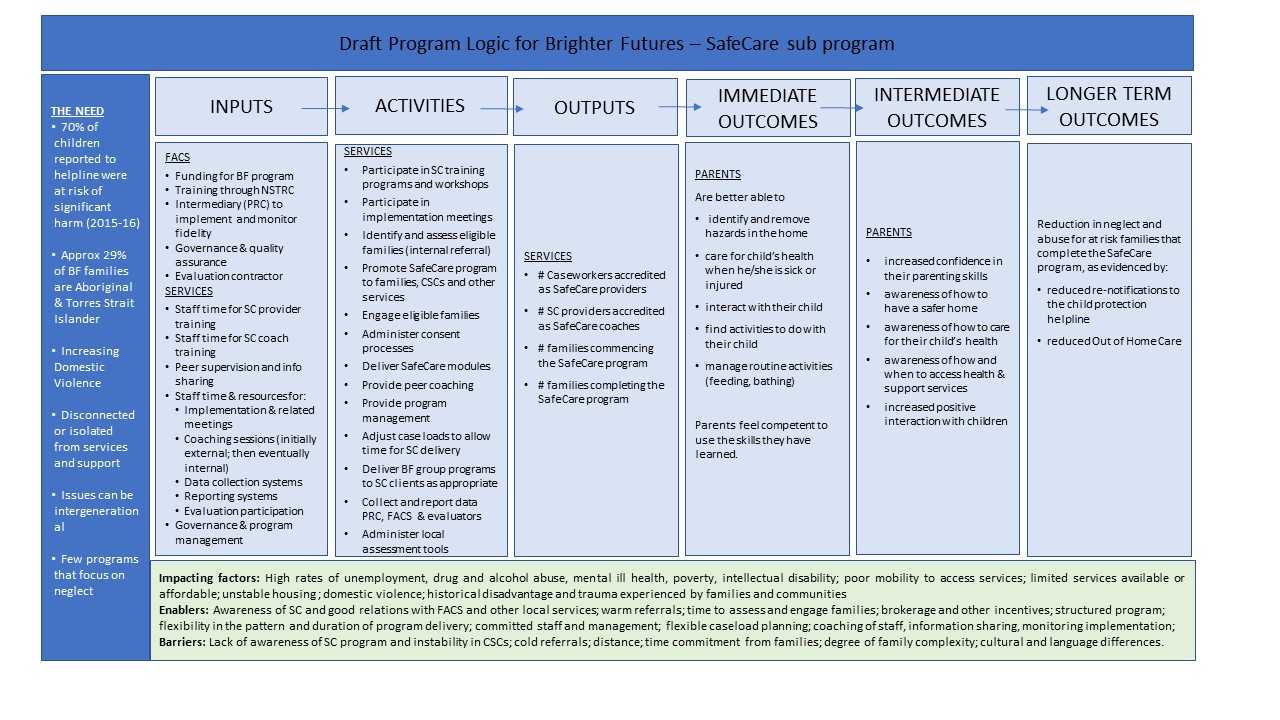 Draft Program Logic for Brighter Futures – SafeCare sub program
THE NEED
• 70% of
children
reported to
helpline were
at risk of
significant
harm (2015-16)
• Approx 29%
of BF families
are Aboriginal
& Torres Strait
Islander
• Increasing
Domestic
Violence
• Disconnected
or isolated
from services
and support
• Issues can be
intergeneration
al
• Few programs
that focus on
neglect
INPUTS
FACS
• Funding for BF program
• Training through NSTRC
• Intermediary (PRC) to
implement and monitor
fidelity
• Governance & quality
assurance
• Evaluation contractor
SERVICES
• Staff time for SC provider
training
• Staff time for SC coach
training
• Peer supervision and info
sharing
• Staff time & resources for:
• Implementation & related
meetings
• Coaching sessions (initially
external; then eventually
internal)
• Data collection systems
• Reporting systems
• Evaluation participation
• Governance & program
management
ACTIVITIES
SERVICES
• Participate in SC training
programs and workshops
• Participate in
implementation meetings
• Identify and assess eligible
families (internal referral)
• Promote SafeCare program
to families, CSCs and other
services
• Engage eligible families
• Administer consent
processes
• Deliver SafeCare modules
• Provide peer coaching
• Provide program
management
• Adjust case loads to allow
time for SC delivery
• Deliver BF group programs
to SC clients as appropriate
• Collect and report data
PRC, FACS & evaluators
• Administer local
assessment tools
OUTPUTS
SERVICES
• # Caseworkers accredited
as SafeCare providers
• # SC providers accredited
as SafeCare coaches
• # families commencing
the SafeCare program
• # families completing the
SafeCare program
IMMEDIATE
OUTCOMES
PARENTS
Are better able to
• identify and remove
hazards in the home
• care for child's health
when he/she is sick or
injured
• interact with their child
• find activities to do with
their child
• manage routine activities
(feeding, bathing)
Parents feel competent to
use the skills they have
learned.
INTERMEDIATE
OUTCOMES
PARENTS
• increased confidence in
their parenting skills
• awareness of how to
have a safer home
• awareness of how to care
for their child's health
• awareness of how and
when to access health &
support services
• increased positive
interaction with children
LONGER TERM
OUTCOMES
Reduction in neglect and
abuse for at risk families that
complete the SafeCare
program, as evidenced by:
• reduced re-notifications to
the child protection
helpline
• reduced Out of Home Care
Impacting factors: High rates of unemployment, drug and alcohol abuse, mental ill health, poverty, intellectual disability; poor mobility to access services; limited services available or
affordable; unstable housing; domestic violence; historical disadvantage and trauma experienced by families and communities
Enablers: Awareness of SC and good relations with FACS and other local services; warm referrals; time to assess and engage families; brokerage and other incentives; structured program;
flexibility in the pattern and duration of program delivery; committed staff and management; flexible caseload planning; coaching of staff, information sharing, monitoring implementation;
Barriers: Lack of awareness of SC program and instability in CSCs; cold referrals; distance; time commitment from families; degree of family complexity; cultural and language differences.